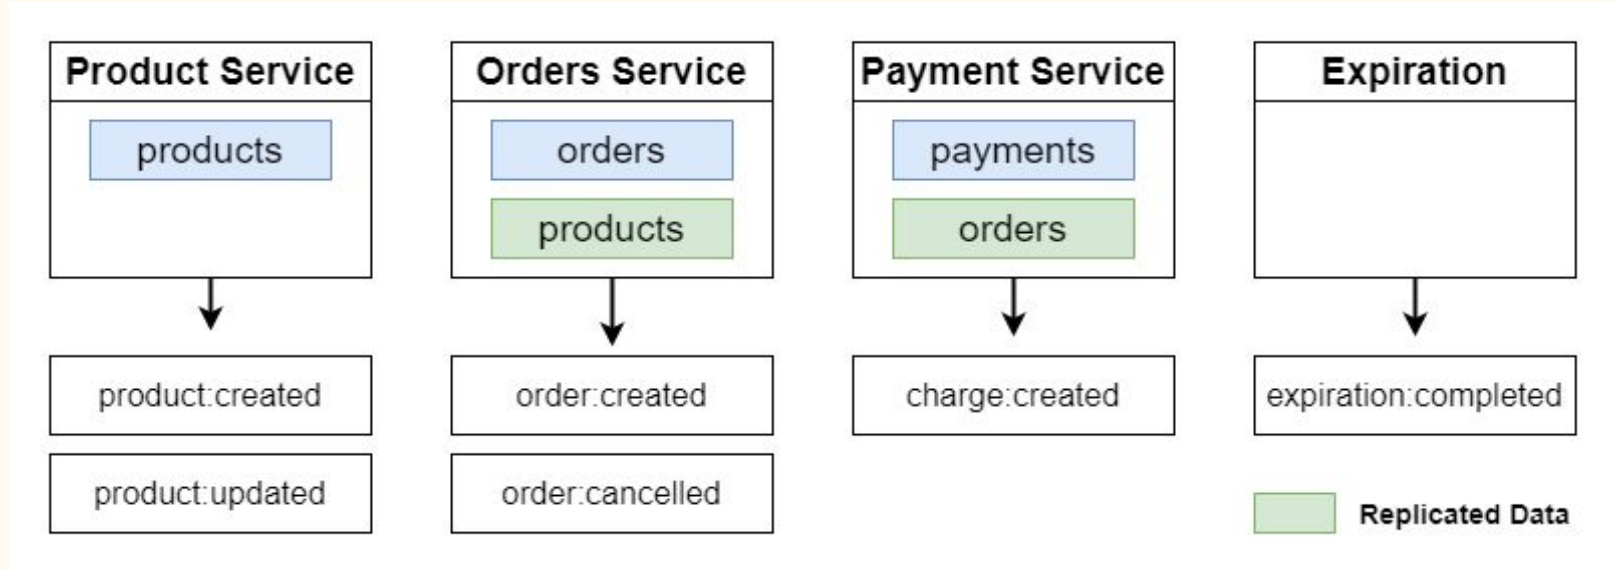 Product Service
products
product:created
product:updated
Orders Service
orders
products
order:created
order:cancelled
Payment Service
payments
orders
charge:created
Expiration
expiration:completed
Replicated Data